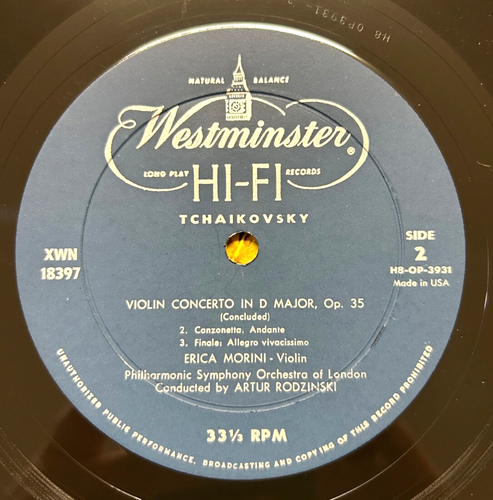 H8 OP3931-
NATURAL BALANCE
Westminster®
LONG PLAY RECORDS
HI-FI
TCHAIKOVSKY
XWN
18397
SIDE
2
H8-OP-3931
Made in USA
VIOLIN CONCERTO IN D MAJOR, Op. 35
(Concluded)
2. Canzonetta: Andante
3. Finale: Allegro vivacissimo
ERICA MORINI - Violin
Philharmonic Symphony Orchestra of London
Conducted by ARTUR RODZINSKI
33⅓ RPM
UNAUTHORIZED PUBLIC PERFORMANCE, BROADCASTING AND COPYING OF THIS RECORD PROHIBITED